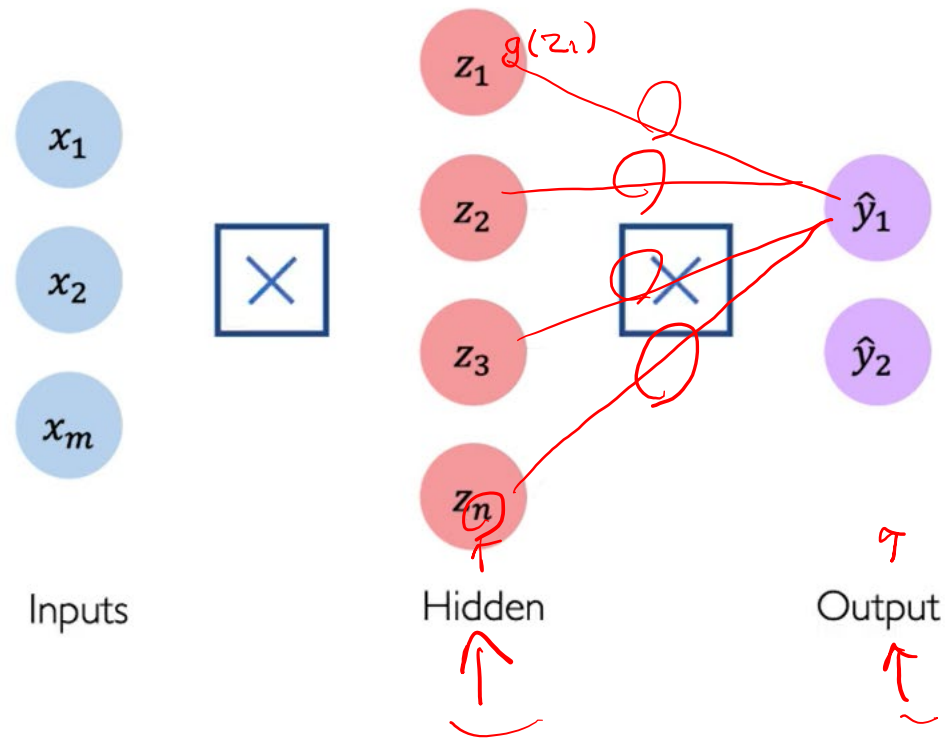 x₁
x₂
xₘ
Inputs
z₁ g(z₁)
z₂
z₃
zₙ
Hidden
ŷ₁
ŷ₂
Output